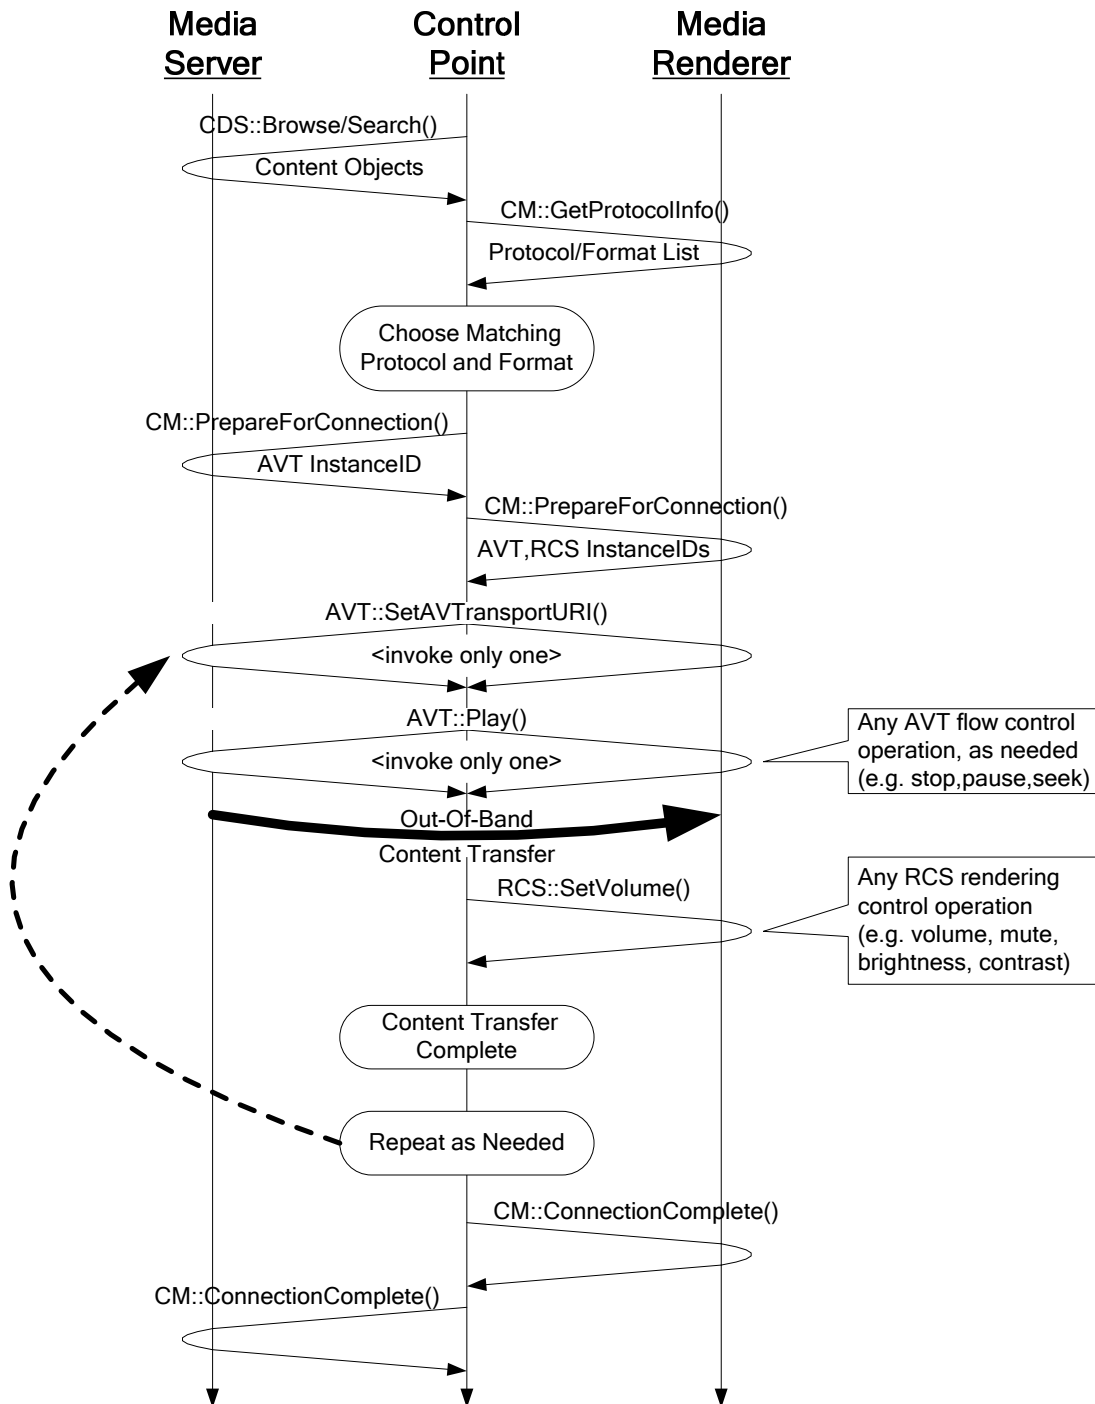 Media
Server
Control
Point
Media
Renderer
CDS::Browse/Search()
Content Objects
CM::GetProtocolInfo()
Protocol/Format List
Choose Matching
Protocol and Format
CM::PrepareForConnection()
AVT InstanceID
CM::PrepareForConnection()
AVT,RCS InstanceIDs
AVT::SetAVTransportURI()
<invoke only one>
AVT::Play()
<invoke only one>
Any AVT flow control
operation, as needed
(e.g. stop,pause,seek)
Out-Of-Band
Content Transfer
RCS::SetVolume()
Any RCS rendering
control operation
(e.g. volume, mute,
brightness, contrast)
Content Transfer
Complete
Repeat as Needed
CM::ConnectionComplete()
CM::ConnectionComplete()